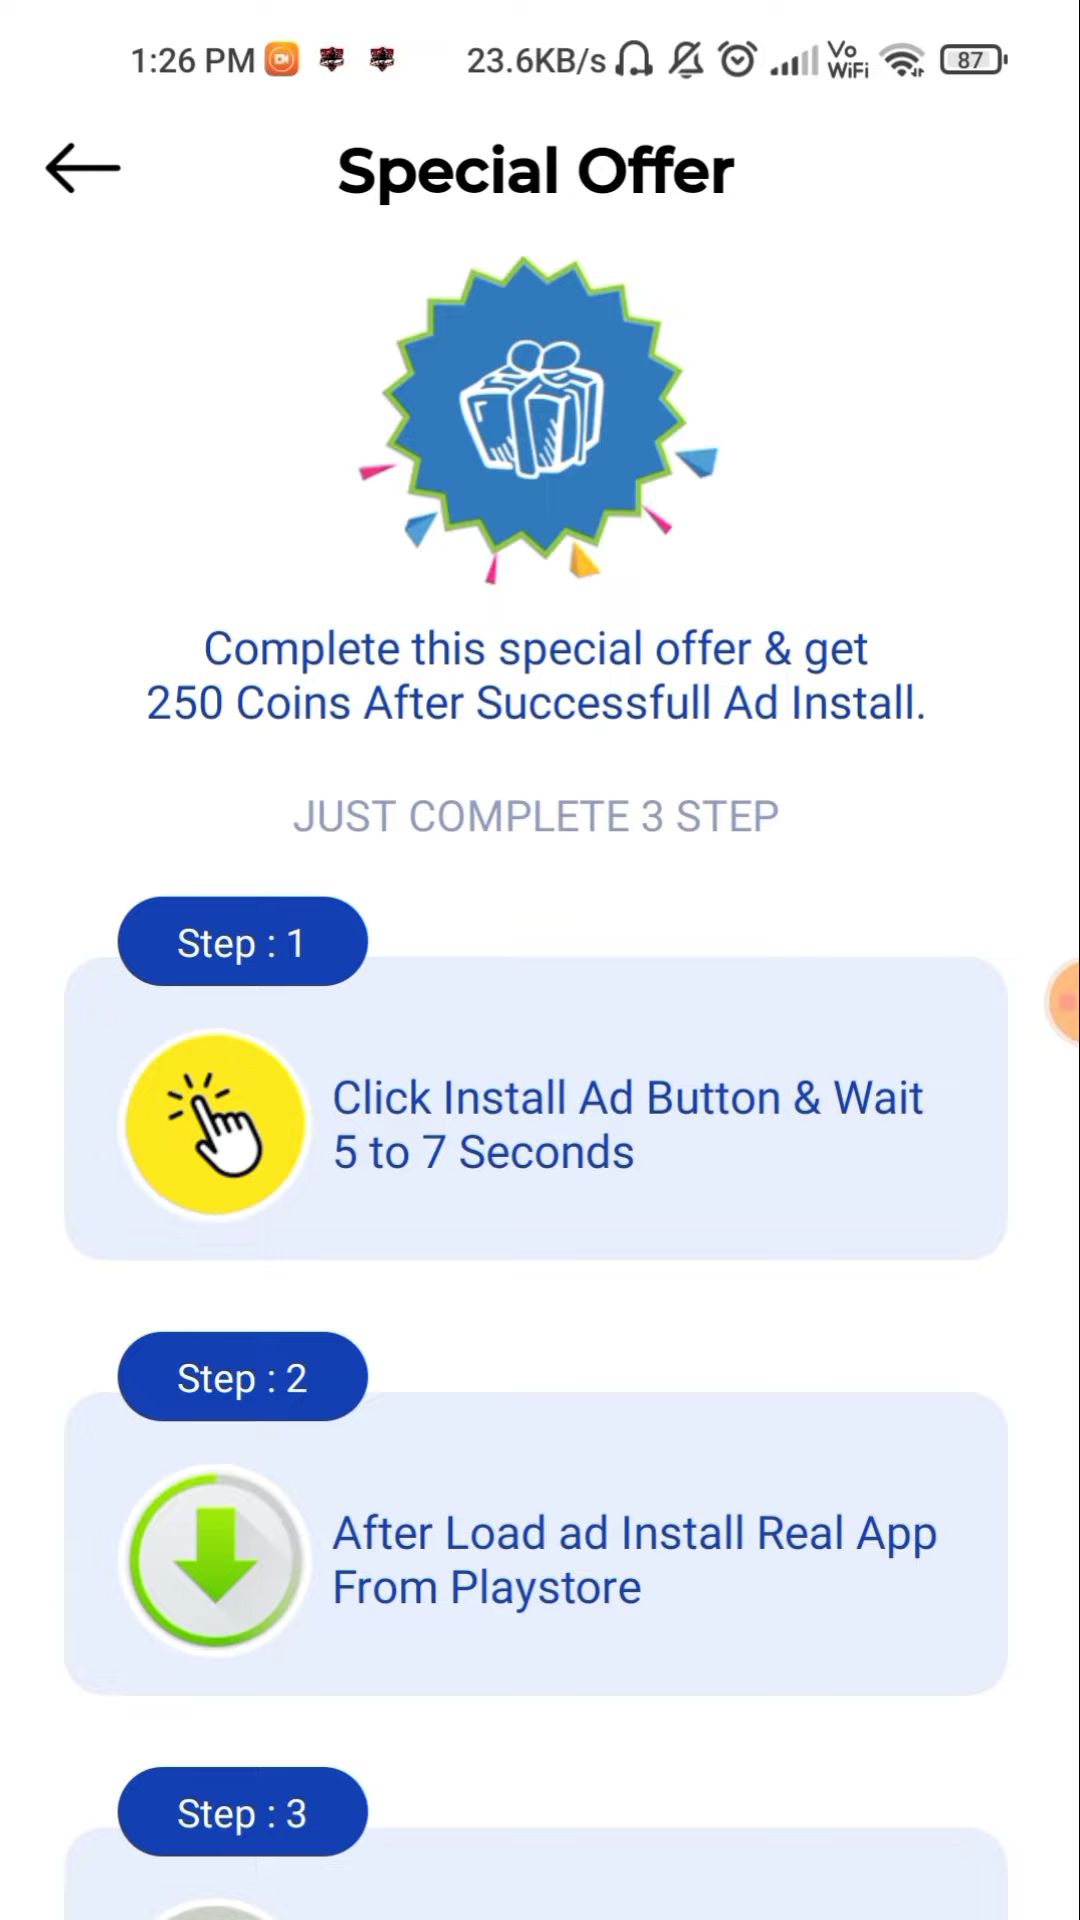 1:26 PM 23.6KB/s Vo WiFi 87
Special Offer
Complete this special offer & get
250 Coins After Successfull Ad Install.
JUST COMPLETE 3 STEP
Step : 1
Click Install Ad Button & Wait
5 to 7 Seconds
Step : 2
After Load ad Install Real App
From Playstore
Step : 3